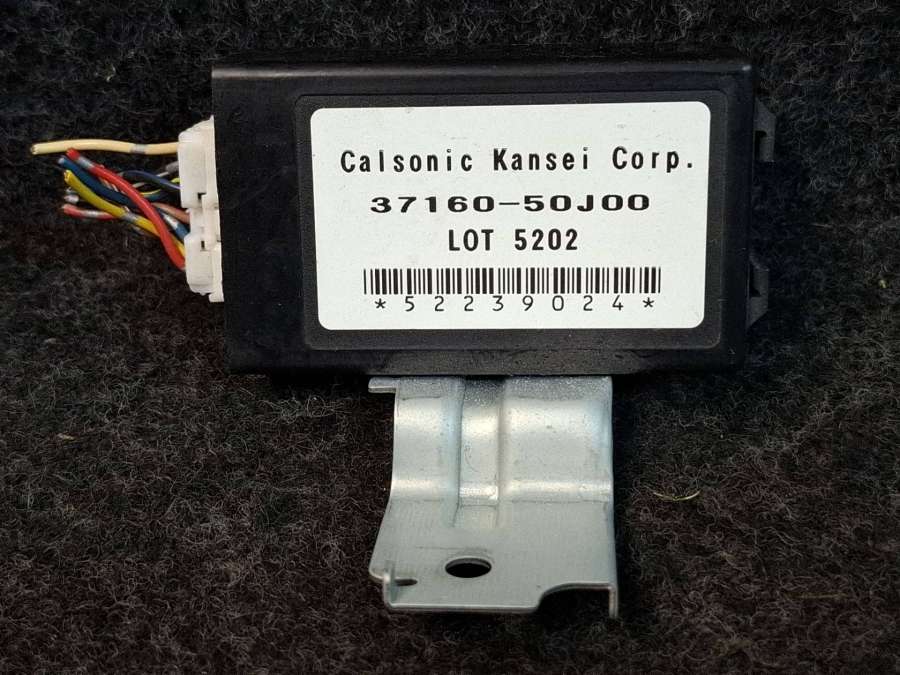 Calsonic Kansei Corp.
37160-50J00
LOT 5202
*52239024*